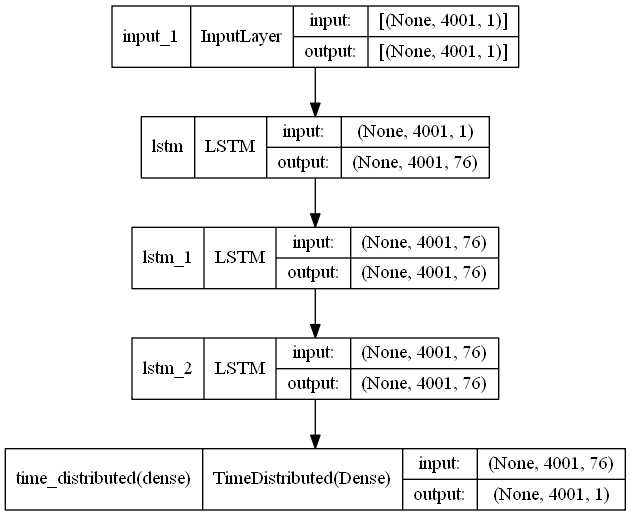 input_1 InputLayer input: [(None, 4001, 1)]
output: [(None, 4001, 1)]
lstm LSTM input: (None, 4001, 1)
output: (None, 4001, 76)
lstm_1 LSTM input: (None, 4001, 76)
output: (None, 4001, 76)
lstm_2 LSTM input: (None, 4001, 76)
output: (None, 4001, 76)
time_distributed(dense) TimeDistributed(Dense) input: (None, 4001, 76)
output: (None, 4001, 1)